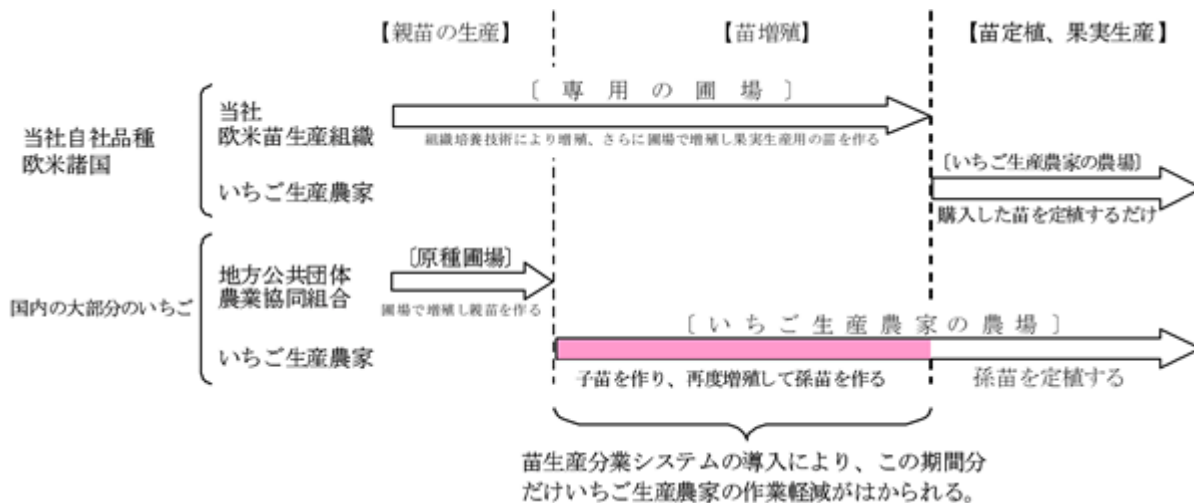 【親苗の生産】
【苗増殖】
【苗定植、果実生産】
〔専用の圃場〕
当社自社品種
欧米諸国
当社
欧米苗生産組織
組織培養技術により増殖、さらに圃場で増殖し果実生産用の苗を作る
いちご生産農家
〔いちご生産農家の農場〕
購入した苗を定植するだけ
国内の大部分のいちご
地方公共団体
農業協同組合
〔原種圃場〕
圃場で増殖し親苗を作る
いちご生産農家
〔いちご生産農家の農場〕
子苗を作り、再度増殖して孫苗を作る
孫苗を定植する
苗生産分業システムの導入により、この期間分
だけいちご生産農家の作業軽減がはかられる。